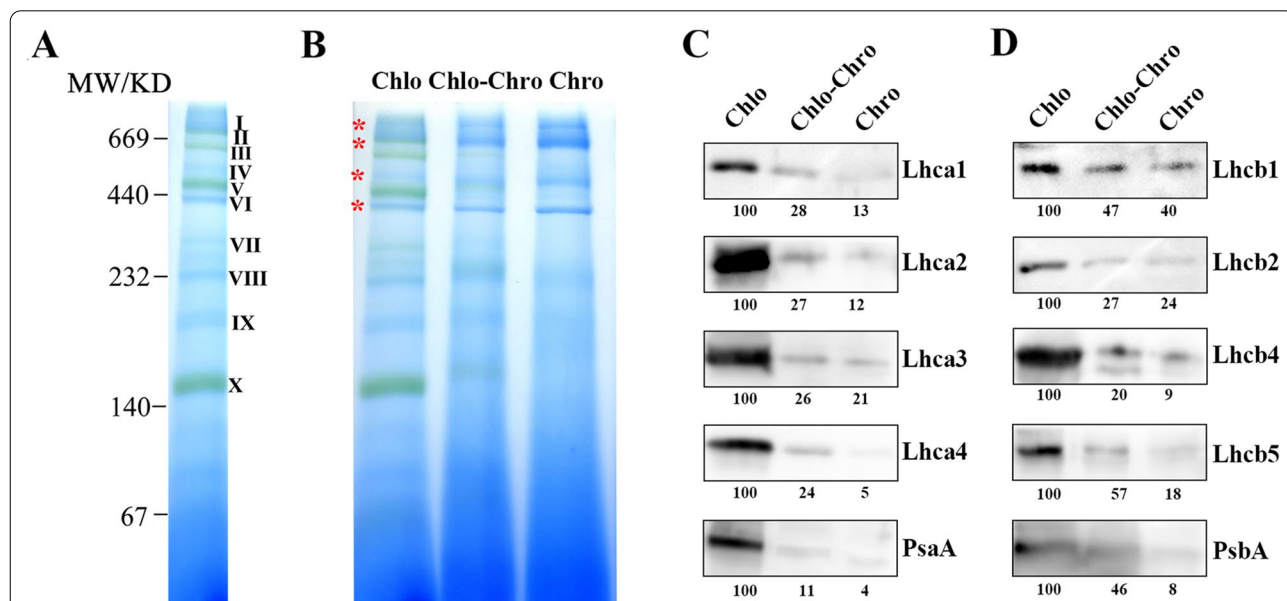 A
B
C
D
MW/KD
Chlo Chlo-Chro Chro
Chlo
Chlo-Chro
Chro
Chlo
Chlo-Chro
Chro
669
440
232
140
67
I
II
III
IV
V
VI
VII
VIII
IX
X
*
*
*
*
Lhca1
100 28 13
Lhca2
100 27 12
Lhca3
100 26 21
Lhca4
100 24 5
PsaA
100 11 4
Lhcb1
100 47 40
Lhcb2
100 27 24
Lhcb4
100 20 9
Lhcb5
100 57 18
PsbA
100 46 8